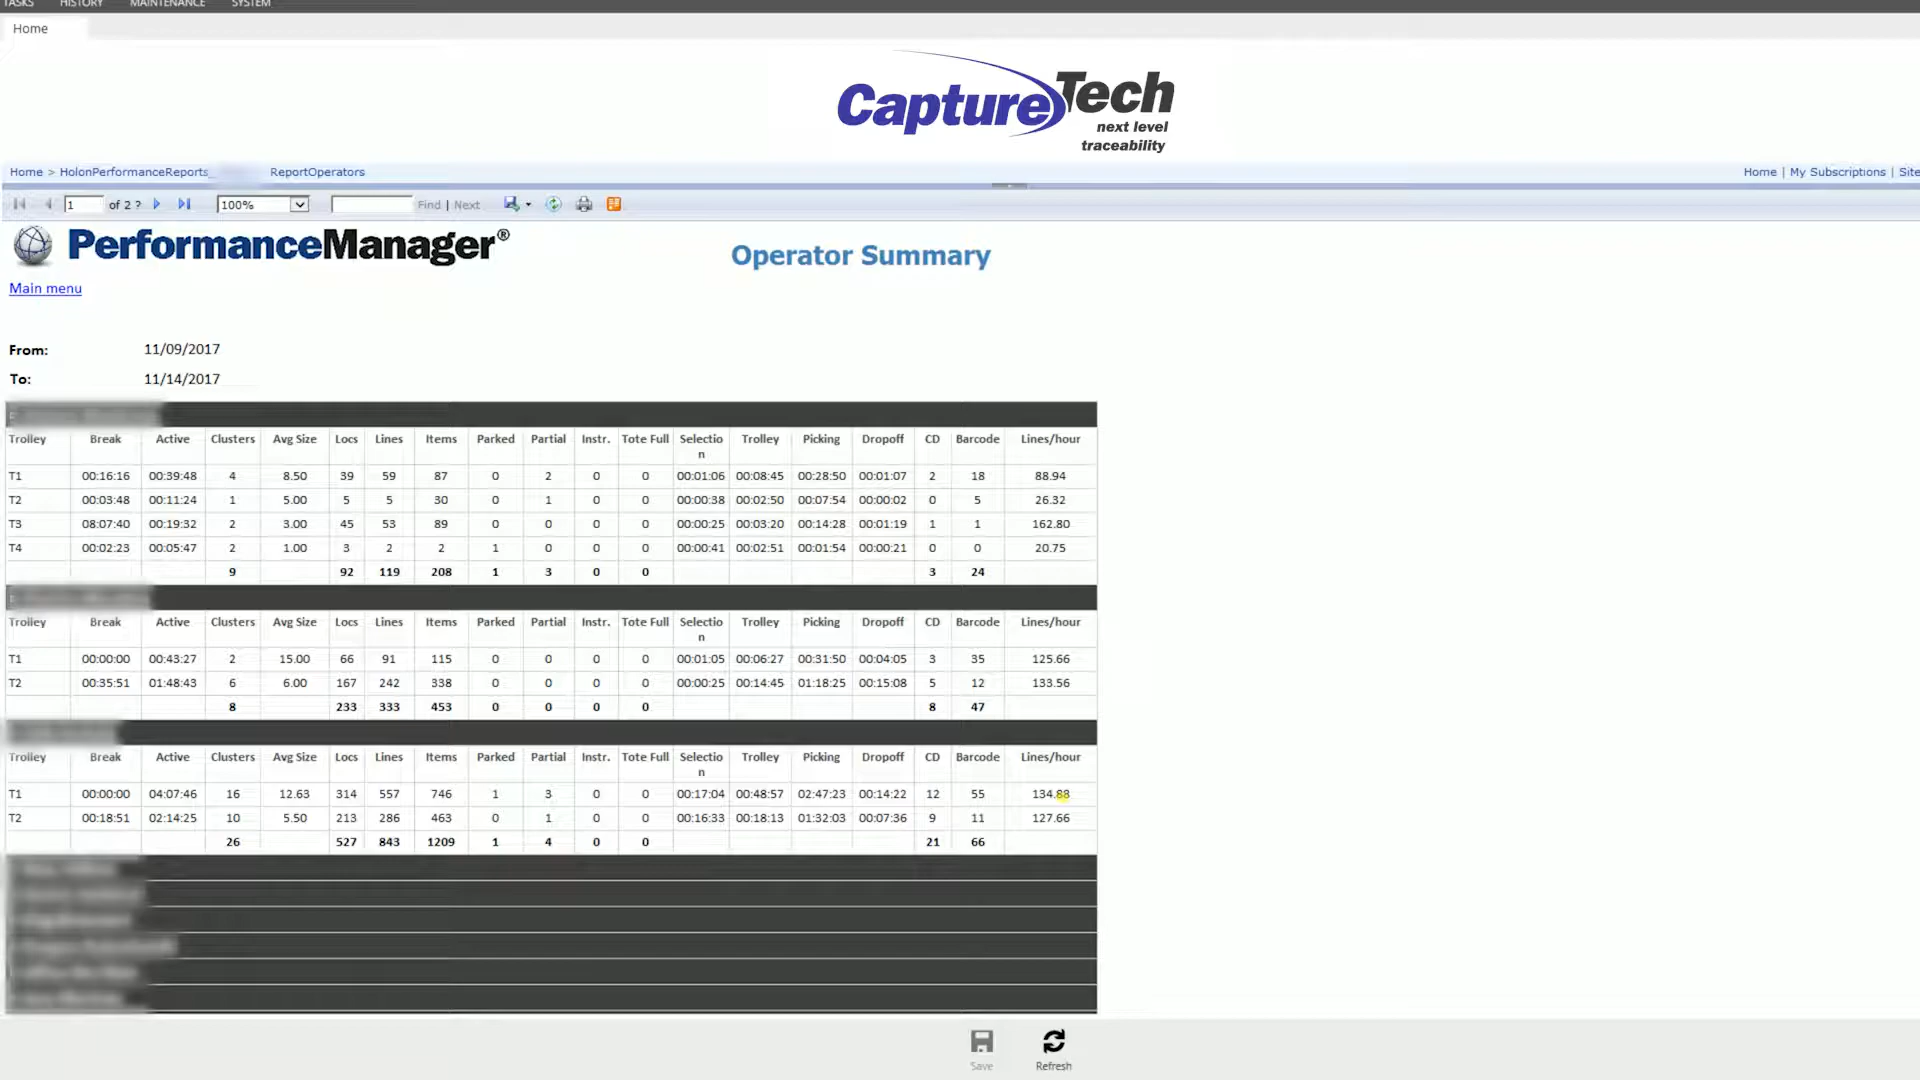 TASKS HISTORY MAINTENANCE SYSTEM
Home
CaptureTech
next level
traceability
Home > HolonPerformanceReports_ ReportOperators Home | My Subscriptions | Site
1 of 2 ? 100% Find | Next
PerformanceManager® Operator Summary
Main menu
From: 11/09/2017
To: 11/14/2017
Trolley Break Active Clusters Avg Size Locs Lines Items Parked Partial Instr. Tote Full Selectio CD Barcode Lines/hour Trolley Picking Dropoff
n
T1 00:16:16 00:39:48 4 8.50 39 59 87 0 2 0 0 00:01:06 00:08:45 00:28:50 00:01:07 2 18 88.94
T2 00:03:48 00:11:24 1 5.00 5 5 30 0 1 0 0 00:00:38 00:02:50 00:07:54 00:00:02 0 5 26.32
T3 08:07:40 00:19:32 2 3.00 45 53 89 0 0 0 0 00:00:25 00:03:20 00:14:28 00:01:19 1 1 162.80
T4 00:02:23 00:05:47 2 1.00 3 2 2 1 0 0 0 00:00:41 00:02:51 00:01:54 00:00:21 0 0 20.75
9 92 119 208 1 3 0 0 3 24
Trolley Break Active Clusters Avg Size Locs Lines Items Parked Partial Instr. Tote Full Selectio Trolley Picking Dropoff CD Barcode Lines/hour
n
T1 00:00:00 00:43:27 2 15.00 66 91 115 0 0 0 0 00:01:05 00:06:27 00:31:50 00:04:05 3 35 125.66
T2 00:35:51 01:48:43 6 6.00 167 242 338 0 0 0 0 00:00:25 00:14:45 01:18:25 00:15:08 5 12 133.56
8 233 333 453 0 0 0 0 8 47
Trolley Break Active Clusters Avg Size Locs Lines Items Parked Partial Instr. Tote Full Selectio Trolley Picking Dropoff CD Barcode Lines/hour
n
T1 00:00:00 04:07:46 16 12.63 314 557 746 1 3 0 0 00:17:04 00:48:57 02:47:23 00:14:22 12 55 134.88
T2 00:18:51 02:14:25 10 5.50 213 286 463 0 1 0 0 00:16:33 00:18:13 01:32:03 00:07:36 9 11 127.66
26 527 843 1209 1 4 0 0 21 66
Save Refresh